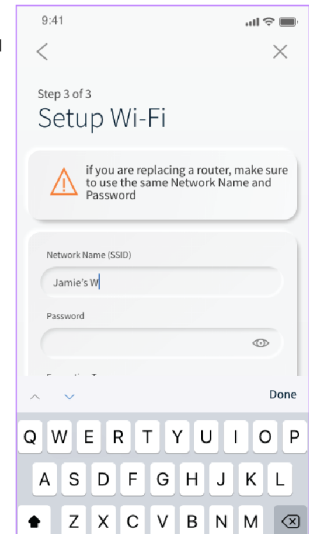 9:41
Step 3 of 3
Setup Wi-Fi
if you are replacing a router, make sure
to use the same Network Name and
Password
Network Name (SSID)
Jamie's W
Password
Done
Q W E R T Y U I O P
A S D F G H J K L
Z X C V B N M